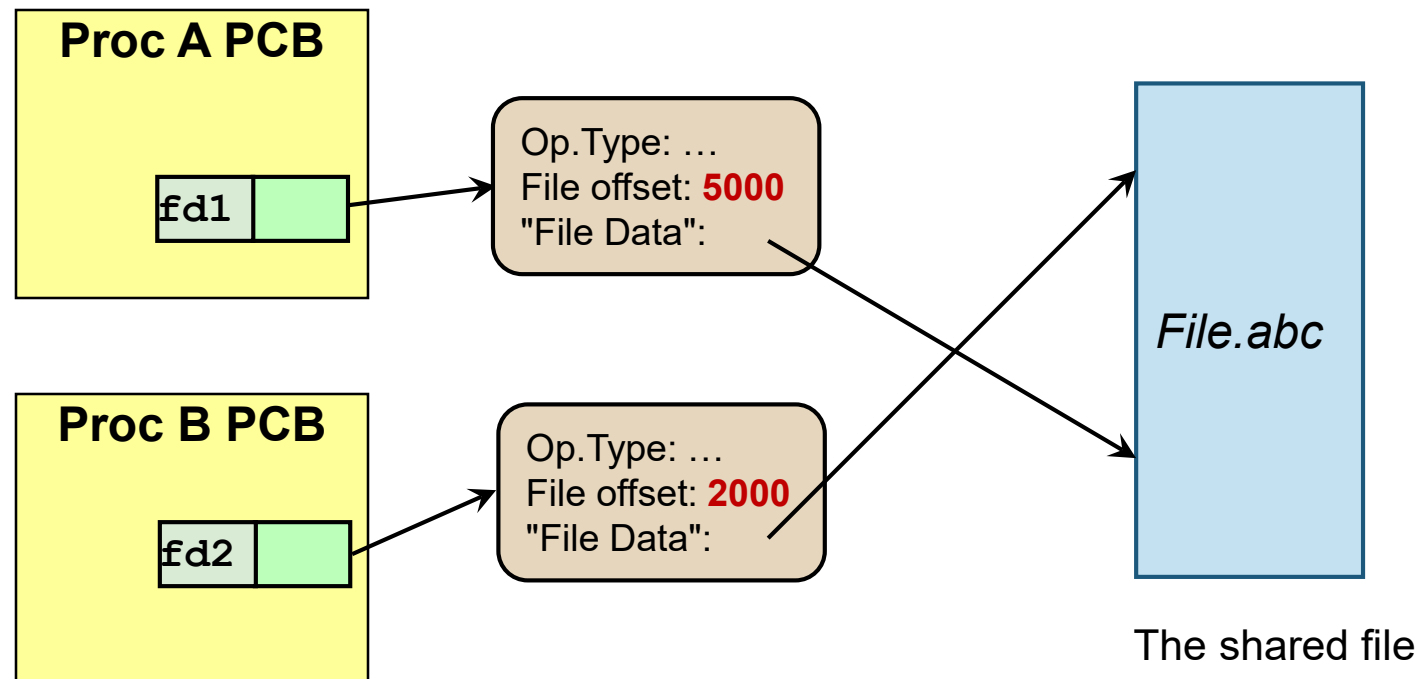 Proc A PCB
fd1
Op.Type: …
File offset: 5000
"File Data":
File.abc
Proc B PCB
fd2
Op.Type: …
File offset: 2000
"File Data":
The shared file